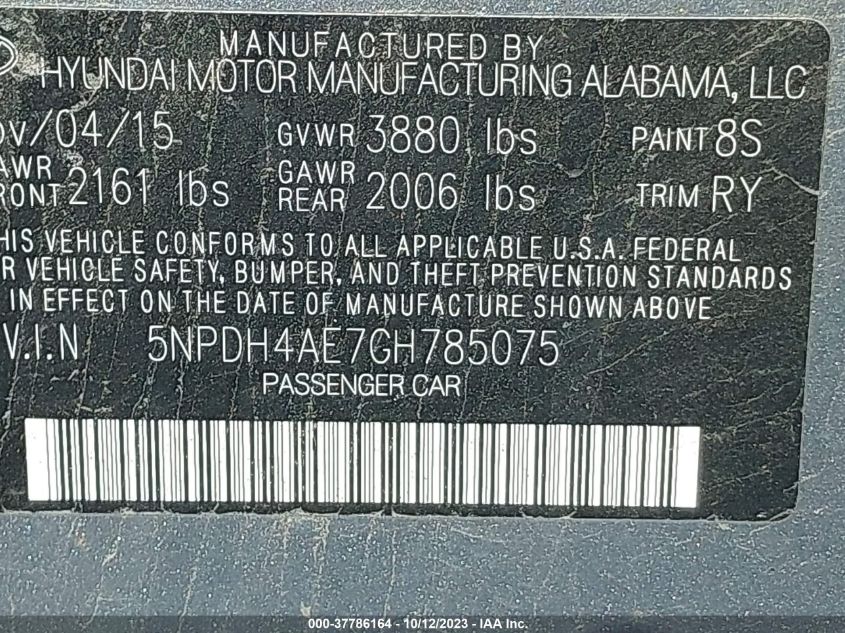 MANUFACTURED BY
HYUNDAI MOTOR MANUFACTURING ALABAMA, LLC
/04/15 GVWR 3880 lbs PAINT 8S
FRONT 2161 lbs GAWR REAR 2006 lbs TRIM RY
THIS VEHICLE CONFORMS TO ALL APPLICABLE U.S.A. FEDERAL
R VEHICLE SAFETY, BUMPER, AND THEFT PREVENTION STANDARDS
IN EFFECT ON THE DATE OF MANUFACTURE SHOWN ABOVE
V.I.N 5NPDH4AE7GH785075
PASSENGER CAR
000-37786164 - 10/12/2023 - IAA Inc.